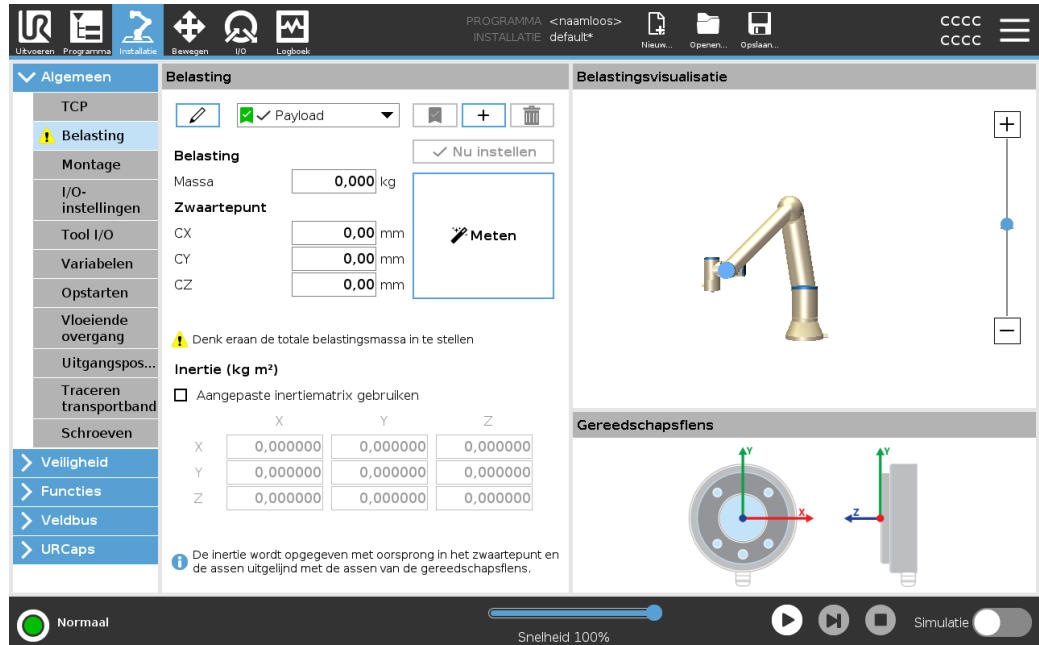 UR
PROGRAMMA <naamloos>
INSTALLATIE default*
CCCC
CCCC
Uitvoeren Programma Installatie Bewegen I/O Logboek Nieuw... Openen... Opslaan...
Algemeen
TCP
Belasting
Montage
I/O-
instellingen
Tool I/O
Variabelen
Opstarten
Vloeiende
overgang
Uitgangspos...
Traceren
transportband
Schroeven
Veiligheid
Functies
Veldbus
URCaps
Belasting
Payload
Nu instellen
Belasting
Massa 0,000 kg
Zwaartepunt
CX 0,00 mm
CY 0,00 mm
CZ 0,00 mm
Meten
Denk eraan de totale belastingsmassa in te stellen
Inertie (kg m²)
Aangepaste inertiematrix gebruiken
X Y Z
X 0,000000 0,000000 0,000000
Y 0,000000 0,000000 0,000000
Z 0,000000 0,000000 0,000000
De inertie wordt opgegeven met oorsprong in het zwaartepunt en
de assen uitgelijnd met de assen van de gereedschapsflens.
Belastingsvisualisatie
Gereedschapsflens
Y
X
Y
Z
Normaal
Snelheid 100%
Simulatie